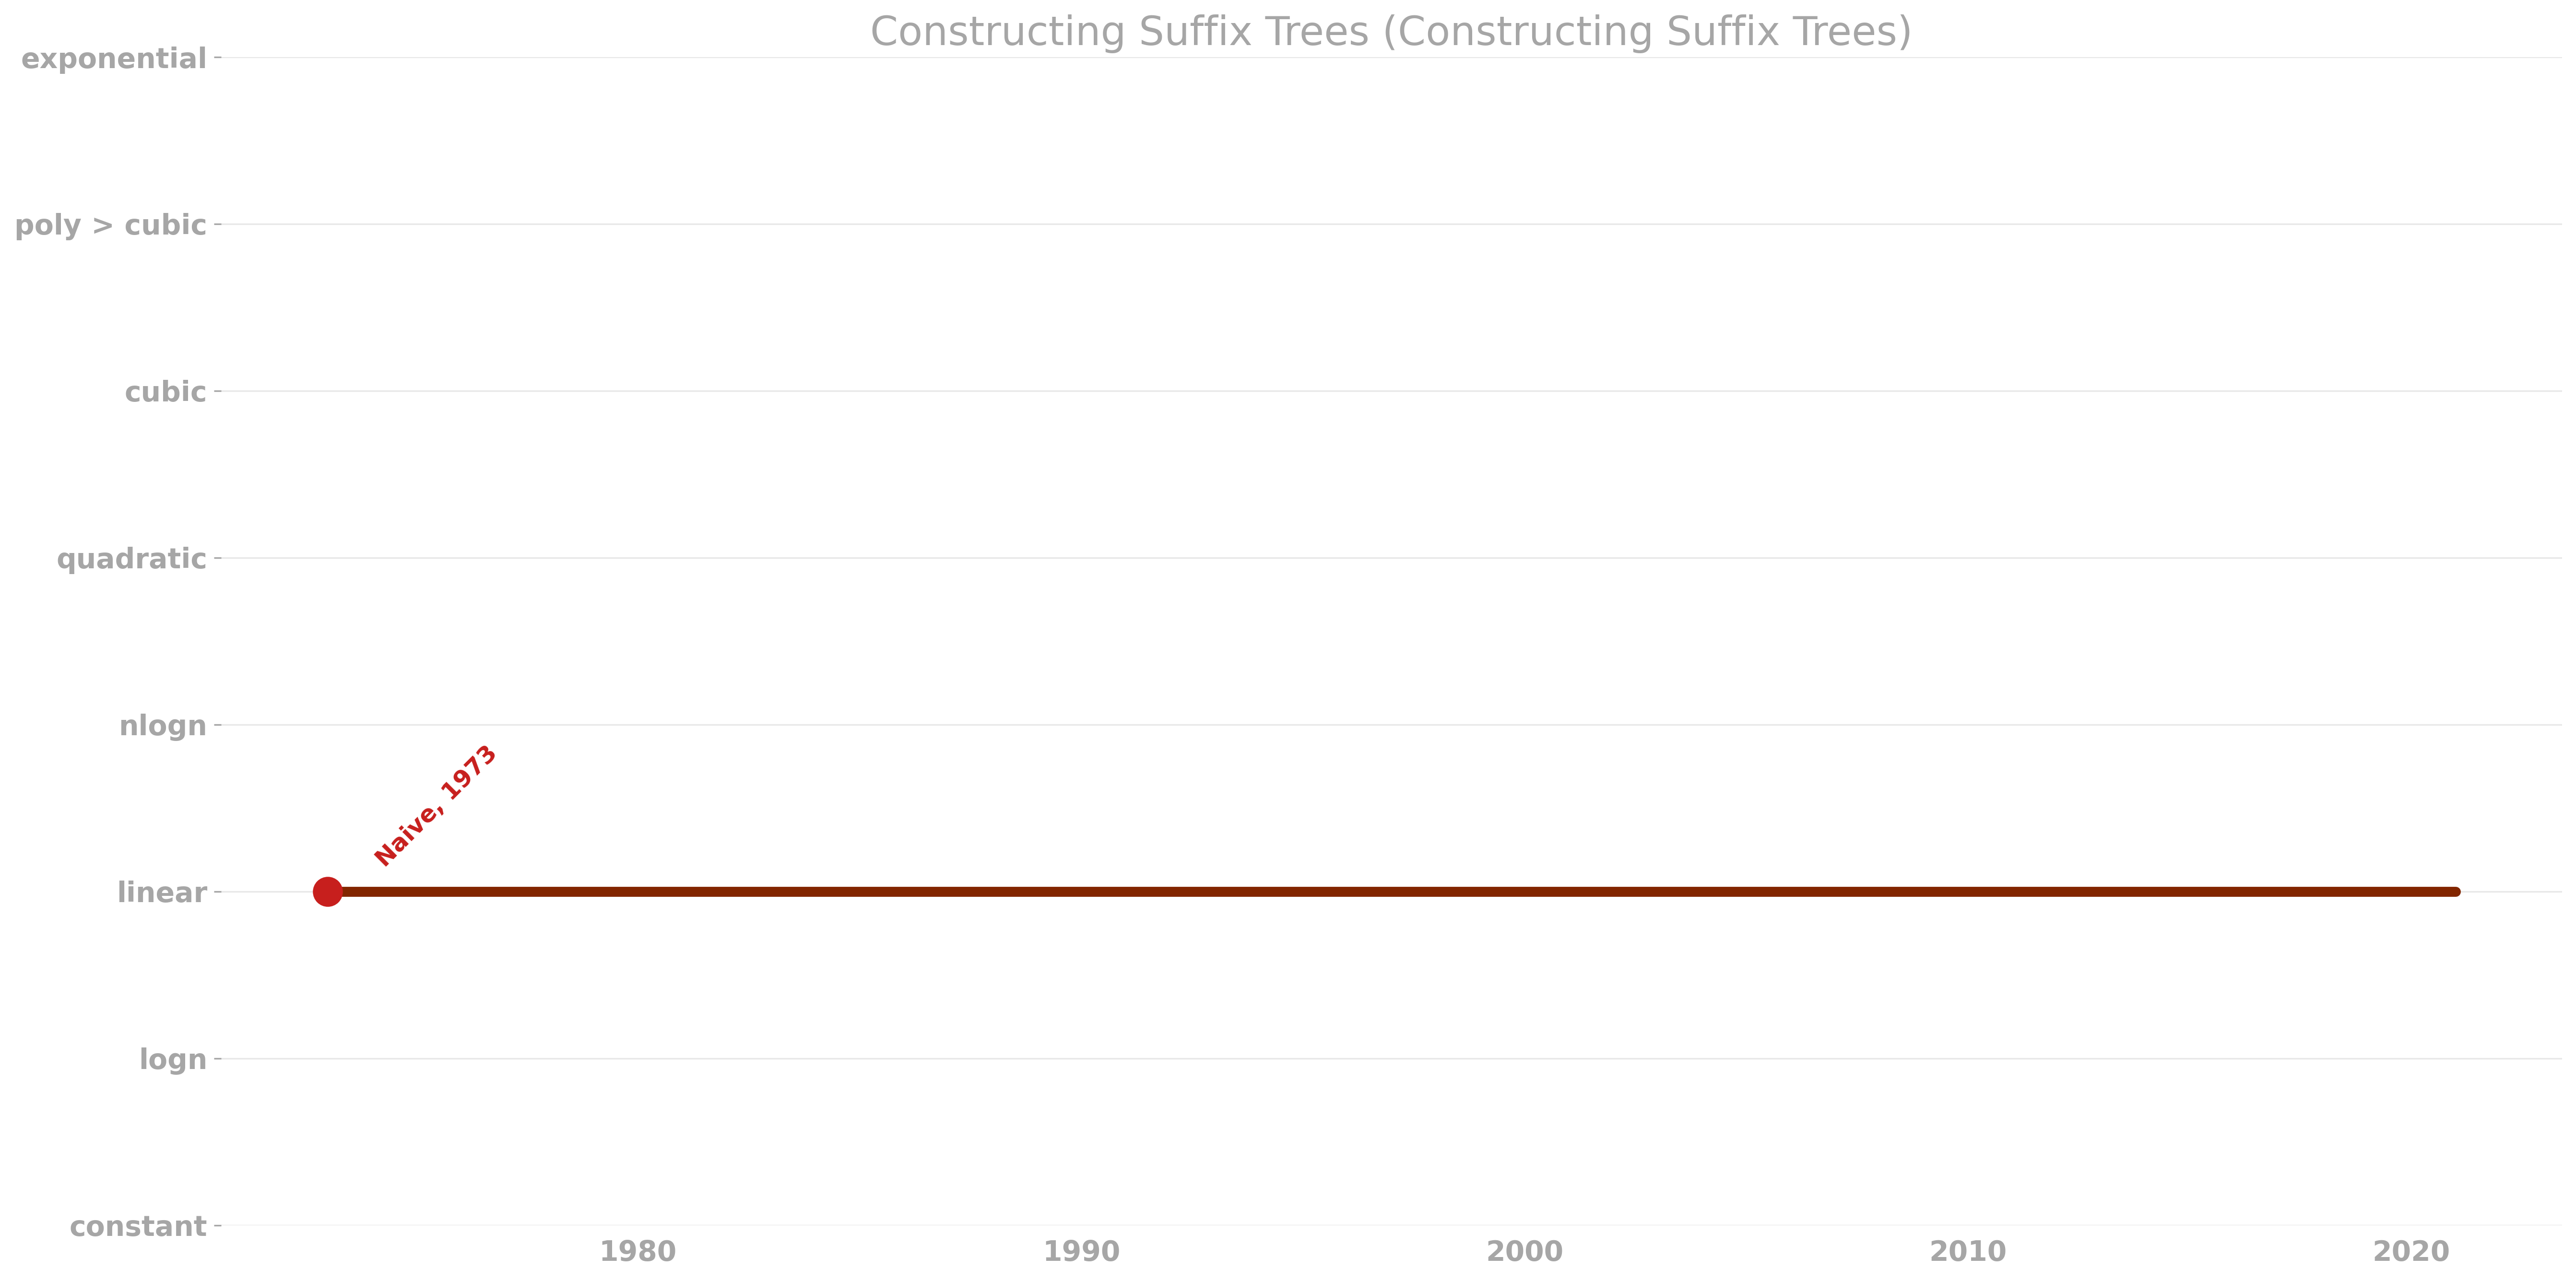 Constructing Suffix Trees (Constructing Suffix Trees)
exponential
poly > cubic
cubic
quadratic
nlogn
Naive, 1973
linear
logn
constant
1980 1990 2000 2010 2020